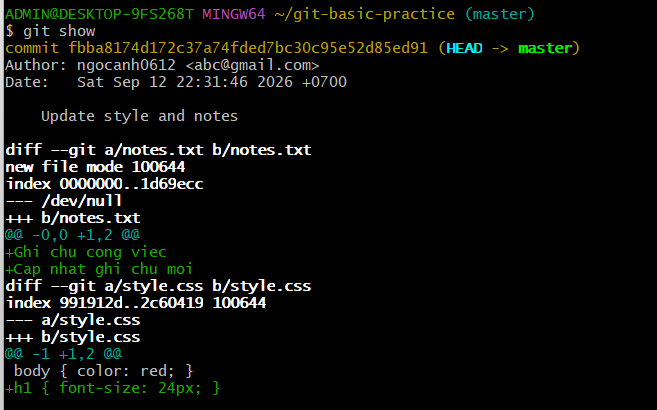 ADMIN@DESKTOP-9FS268T MINGW64 ~/git-basic-practice (master)
$ git show
commit fbba8174d172c37a74fded7bc30c95e52d85ed91 (HEAD -> master)
Author: ngocanh0612 <abc@gmail.com>
Date:   Sat Sep 12 22:31:46 2026 +0700

    Update style and notes

diff --git a/notes.txt b/notes.txt
new file mode 100644
index 0000000..1d69ecc
--- /dev/null
+++ b/notes.txt
@@ -0,0 +1,2 @@
+Ghi chu cong viec
+Cap nhat ghi chu moi
diff --git a/style.css b/style.css
index 991912d..2c60419 100644
--- a/style.css
+++ b/style.css
@@ -1 +1,2 @@
 body { color: red; }
+h1 { font-size: 24px; }